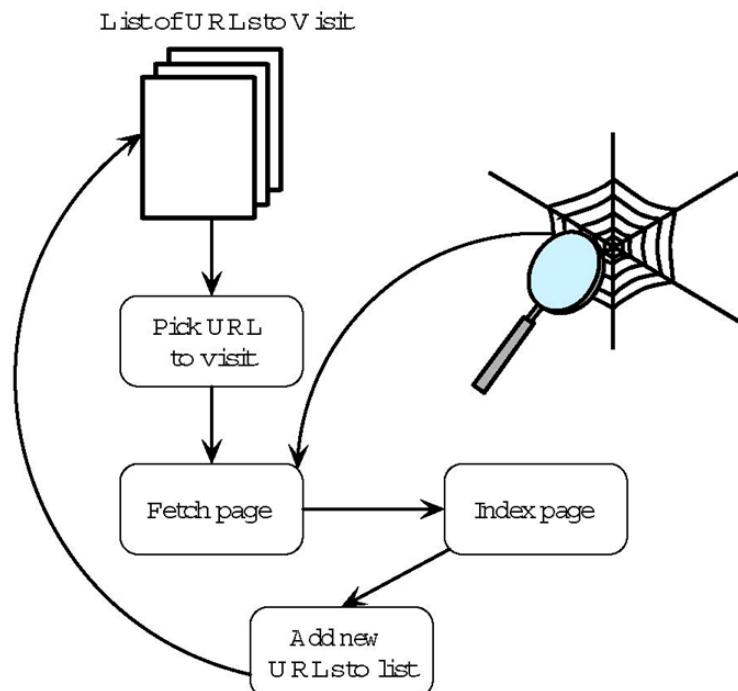 List of URLs to Visit
Pick URL
to visit
Fetch page
Index page
Add new
URLs to list